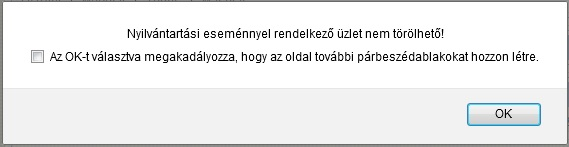 Nyilvántartási eseménnyel rendelkező üzlet nem törölhető!
Az OK-t választva megakadályozza, hogy az oldal további párbeszédablakokat hozzon létre.
OK